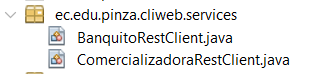 ec.edu.pinza.cliweb.services
BanquitoRestClient.java
ComercializadoraRestClient.java